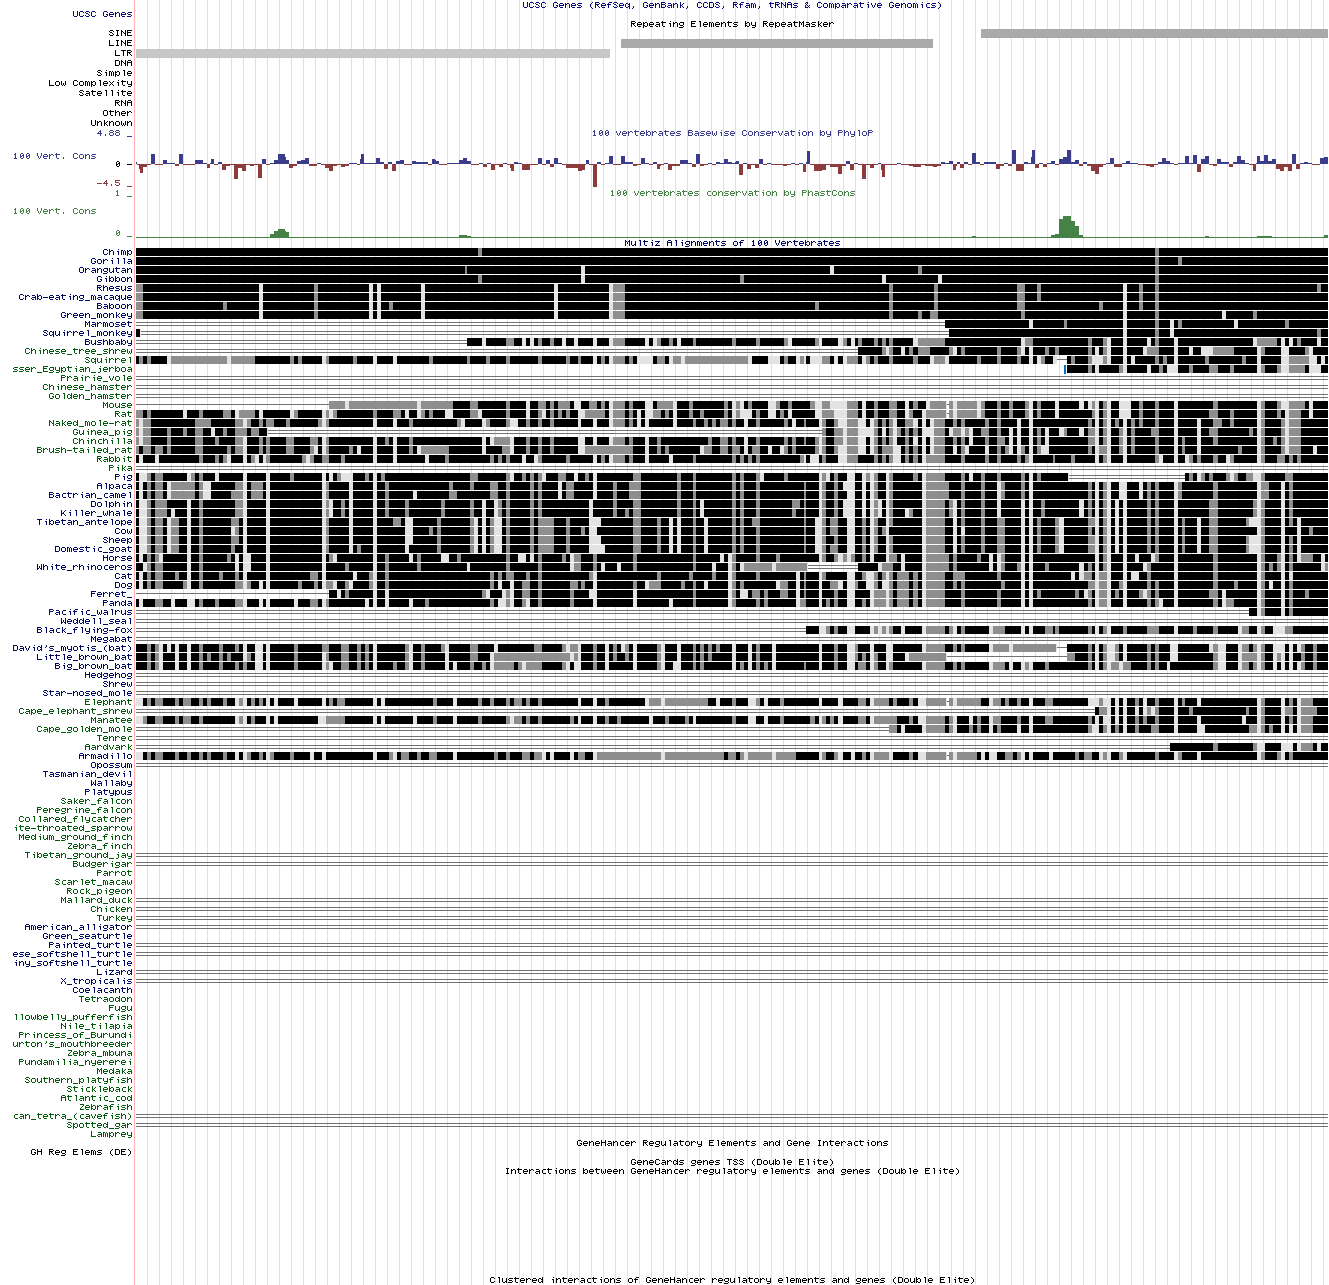 UCSC Genes (RefSeq, GenBank, CCDS, Rfam, tRNAs & Comparative Genomics)
UCSC Genes
Repeating Elements by RepeatMasker
SINE
LINE
LTR
DNA
Simple
Low Complexity
Satellite
RNA
Other
Unknown
4.88 _
100 vertebrates Basewise Conservation by PhyloP
100 Vert. Cons
0 _
-4.5 _
100 vertebrates conservation by PhastCons
1 _
100 Vert. Cons
0 _
Multiz Alignments of 100 Vertebrates
Chimp
Gorilla
Orangutan
Gibbon
Rhesus
Crab-eating_macaque
Baboon
Green_monkey
Marmoset
Squirrel_monkey
Bushbaby
Chinese_tree_shrew
Squirrel
sser_Egyptian_jerboa
Prairie_vole
Chinese_hamster
Golden_hamster
Mouse
Rat
Naked_mole-rat
Guinea_pig
Chinchilla
Brush-tailed_rat
Rabbit
Pika
Pig
Alpaca
Bactrian_camel
Dolphin
Killer_whale
Tibetan_antelope
Cow
Sheep
Domestic_goat
Horse
White_rhinoceros
Cat
Dog
Ferret_
Panda
Pacific_walrus
Weddell_seal
Black_flying-fox
Megabat
David's_myotis_(bat)
Little_brown_bat
Big_brown_bat
Hedgehog
Shrew
Star-nosed_mole
Elephant
Cape_elephant_shrew
Manatee
Cape_golden_mole
Tenrec
Aardvark
Armadillo
Opossum
Tasmanian_devil
Wallaby
Platypus
Saker_falcon
Peregrine_falcon
Collared_flycatcher
ite-throated_sparrow
Medium_ground_finch
Zebra_finch
Tibetan_ground_jay
Budgerigar
Parrot
Scarlet_macaw
Rock_pigeon
Mallard_duck
Chicken
Turkey
American_alligator
Green_seaturtle
Painted_turtle
ese_softshell_turtle
iny_softshell_turtle
Lizard
X_tropicalis
Coelacanth
Tetraodon
Fugu
llowbelly_pufferfish
Nile_tilapia
Princess_of_Burundi
urton's_mouthbreeder
Zebra_mbuna
Pundamilia_nyererei
Medaka
Southern_platyfish
Stickleback
Atlantic_cod
Zebrafish
can_tetra_(cavefish)
Spotted_gar
Lamprey
GeneHancer Regulatory Elements and Gene Interactions
GH Reg Elems (DE)
GeneCards genes TSS (Double Elite)
Interactions between GeneHancer regulatory elements and genes (Double Elite)
Clustered interactions of GeneHancer regulatory elements and genes (Double Elite)